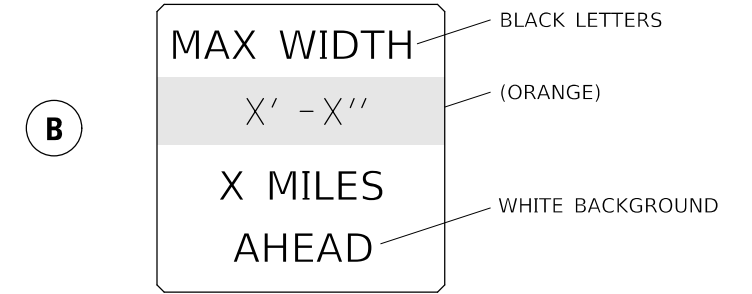 B
MAX WIDTH
X' - X''
X MILES
AHEAD
BLACK LETTERS
(ORANGE)
WHITE BACKGROUND